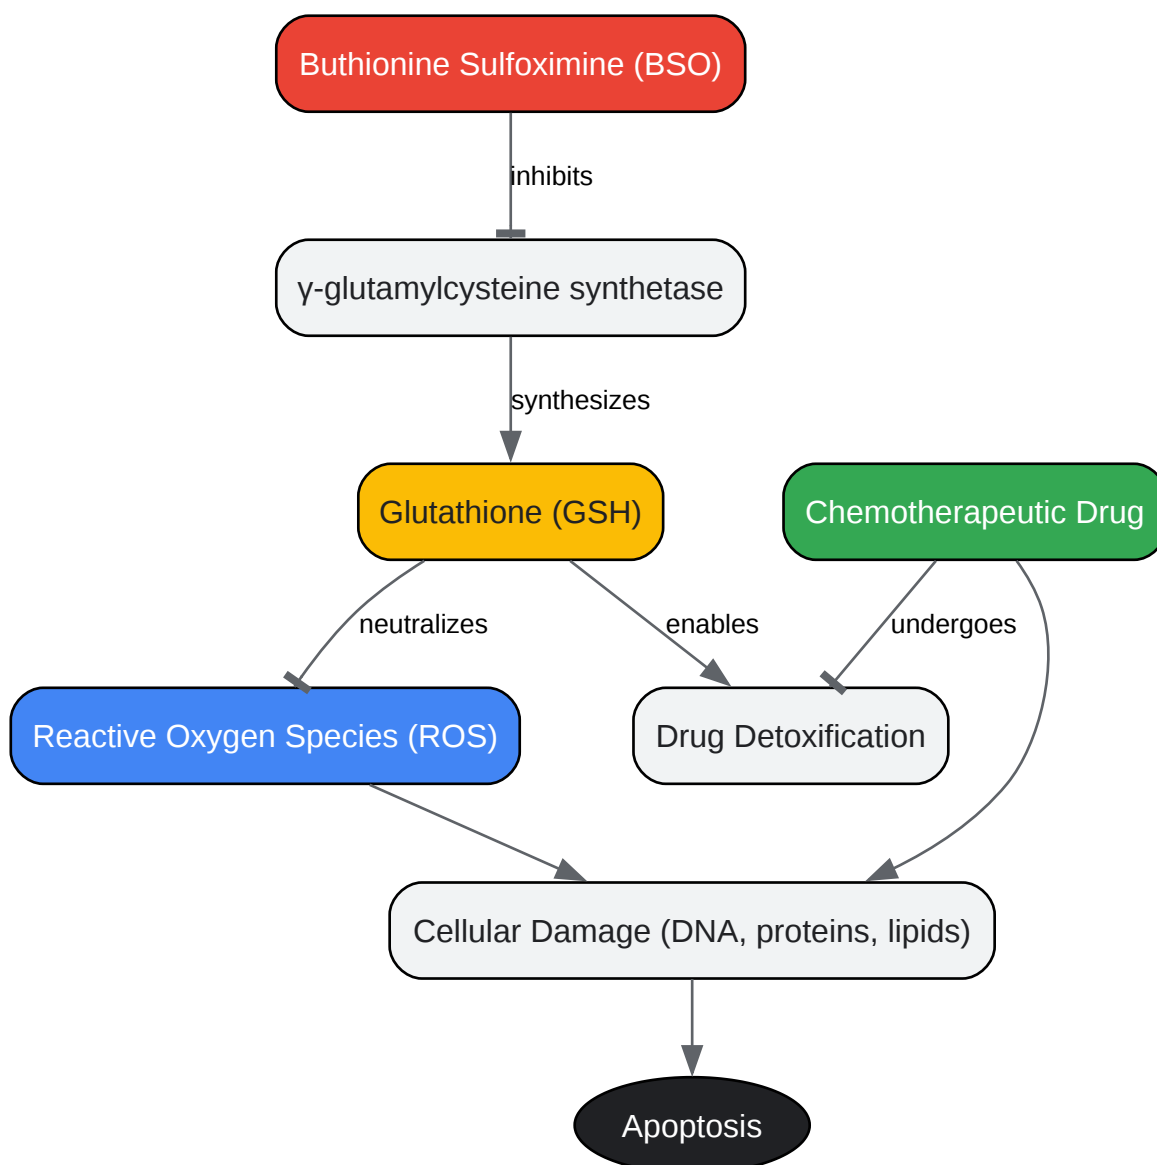 Buthionine Sulfoximine (BSO)
inhibits
γ-glutamylcysteine synthetase
synthesizes
Glutathione (GSH)
Chemotherapeutic Drug
neutralizes
enables
undergoes
Reactive Oxygen Species (ROS)
Drug Detoxification
Cellular Damage (DNA, proteins, lipids)
Apoptosis